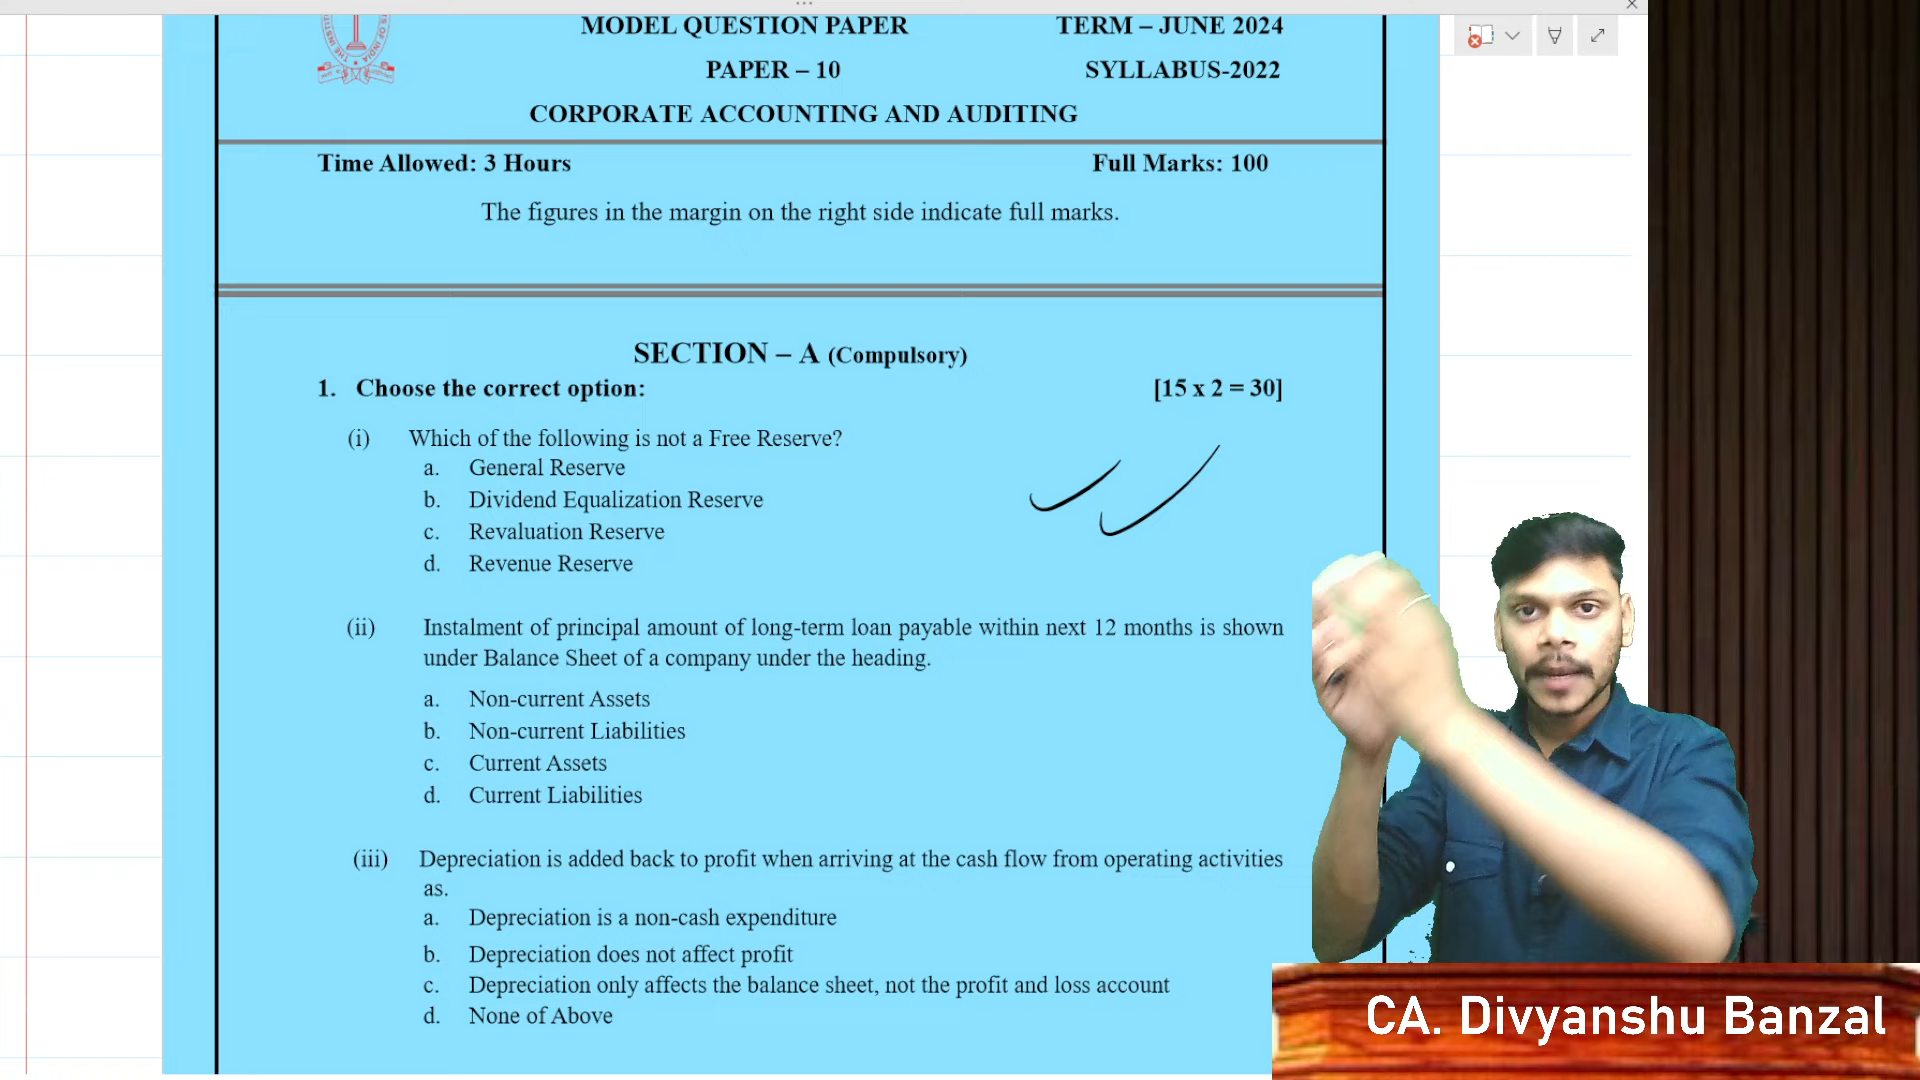 MODEL QUESTION PAPER TERM – JUNE 2024
PAPER – 10 SYLLABUS-2022
CORPORATE ACCOUNTING AND AUDITING
Time Allowed: 3 Hours Full Marks: 100
The figures in the margin on the right side indicate full marks.
SECTION – A (Compulsory)
1. Choose the correct option: [15 x 2 = 30]
(i) Which of the following is not a Free Reserve?
a. General Reserve
b. Dividend Equalization Reserve
c. Revaluation Reserve
d. Revenue Reserve
(ii) Instalment of principal amount of long-term loan payable within next 12 months is shown
under Balance Sheet of a company under the heading.
a. Non-current Assets
b. Non-current Liabilities
c. Current Assets
d. Current Liabilities
(iii) Depreciation is added back to profit when arriving at the cash flow from operating activities
as.
a. Depreciation is a non-cash expenditure
b. Depreciation does not affect profit
c. Depreciation only affects the balance sheet, not the profit and loss account
d. None of Above
CA. Divyanshu Banzal